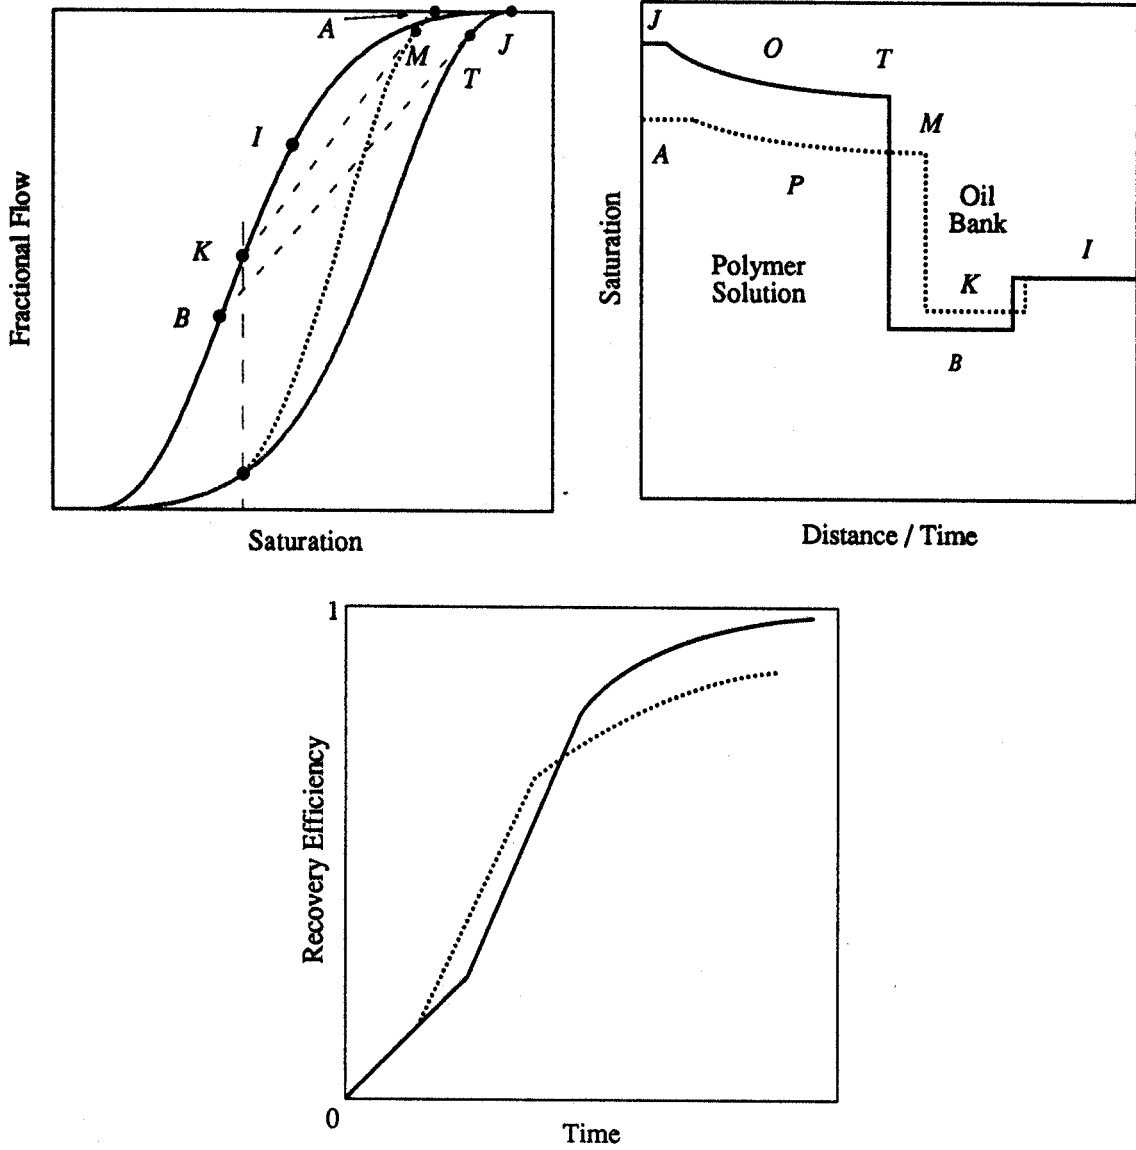 Fractional Flow
A
M
J
T
I
K
B
Saturation
Saturation
J
O
T
M
A
P
Oil
Bank
I
Polymer
Solution
K
B
Distance / Time
1
Recovery Efficiency
0
Time